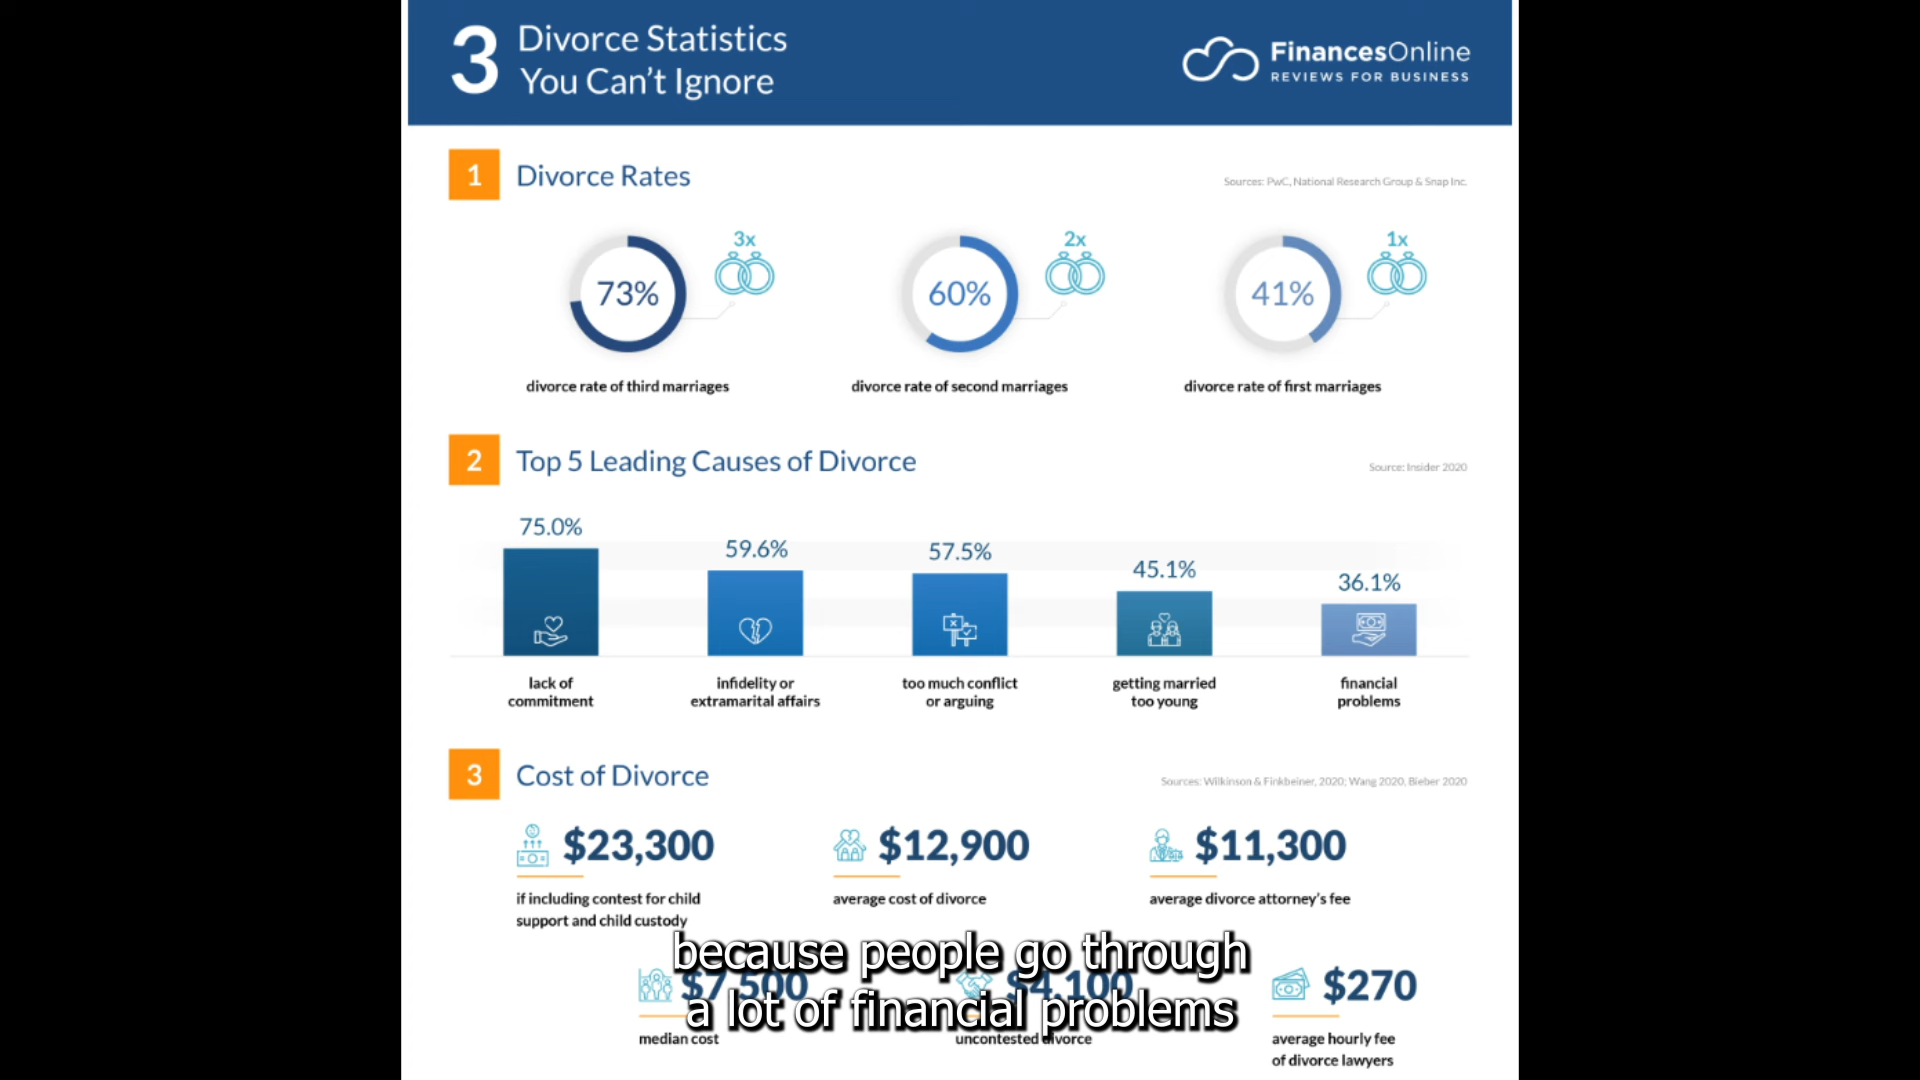 3
Divorce Statistics
You Can't Ignore
FinancesOnline
REVIEWS FOR BUSINESS
1
Divorce Rates
Sources: PwC, National Research Group & Snap Inc.
73%
3x
60%
2x
41%
1x
divorce rate of third marriages
divorce rate of second marriages
divorce rate of first marriages
2
Top 5 Leading Causes of Divorce
Source: Insider 2020
75.0%
59.6%
57.5%
45.1%
36.1%
lack of
commitment
infidelity or
extramarital affairs
too much conflict
or arguing
getting married
too young
financial
problems
3
Cost of Divorce
Sources: Wilkinson & Finkbeiner, 2020; Wang 2020, Bieber 2020
$23,300
if including contest for child
support and child custody
$12,900
average cost of divorce
$11,300
average divorce attorney's fee
$7,500
median cost
$4,100
uncontested divorce
$270
average hourly fee
of divorce lawyers
because people go through
a lot of financial problems